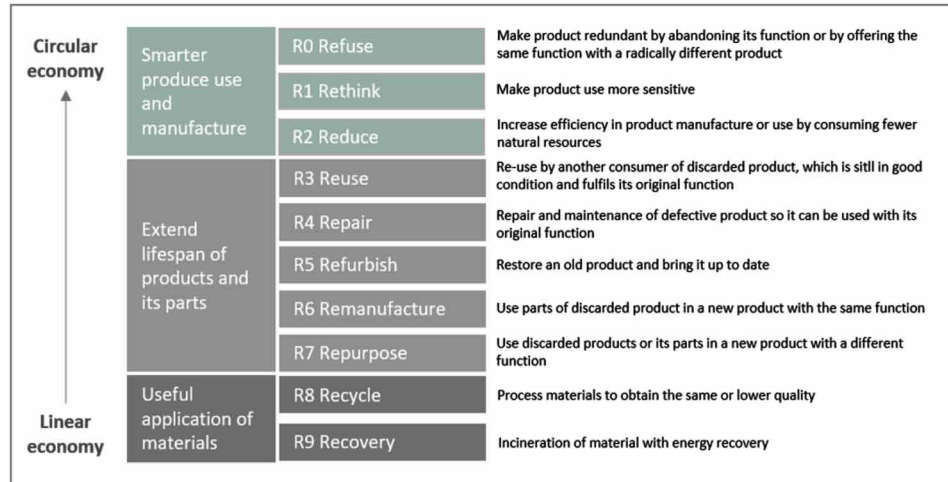 Circular
economy
Smarter
produce use
and
manufacture
R0 Refuse
Make product redundant by abandoning its function or by offering the
same function with a radically different product
R1 Rethink
Make product use more sensitive
R2 Reduce
Increase efficiency in product manufacture or use by consuming fewer
natural resources
Extend
lifespan of
products and
its parts
R3 Reuse
Re-use by another consumer of discarded product, which is sitll in good
condition and fulfils its original function
R4 Repair
Repair and maintenance of defective product so it can be used with its
original function
R5 Refurbish
Restore an old product and bring it up to date
R6 Remanufacture
Use parts of discarded product in a new product with the same function
R7 Repurpose
Use discarded products or its parts in a new product with a different
function
Linear
economy
Useful
application of
materials
R8 Recycle
Process materials to obtain the same or lower quality
R9 Recovery
Incineration of material with energy recovery